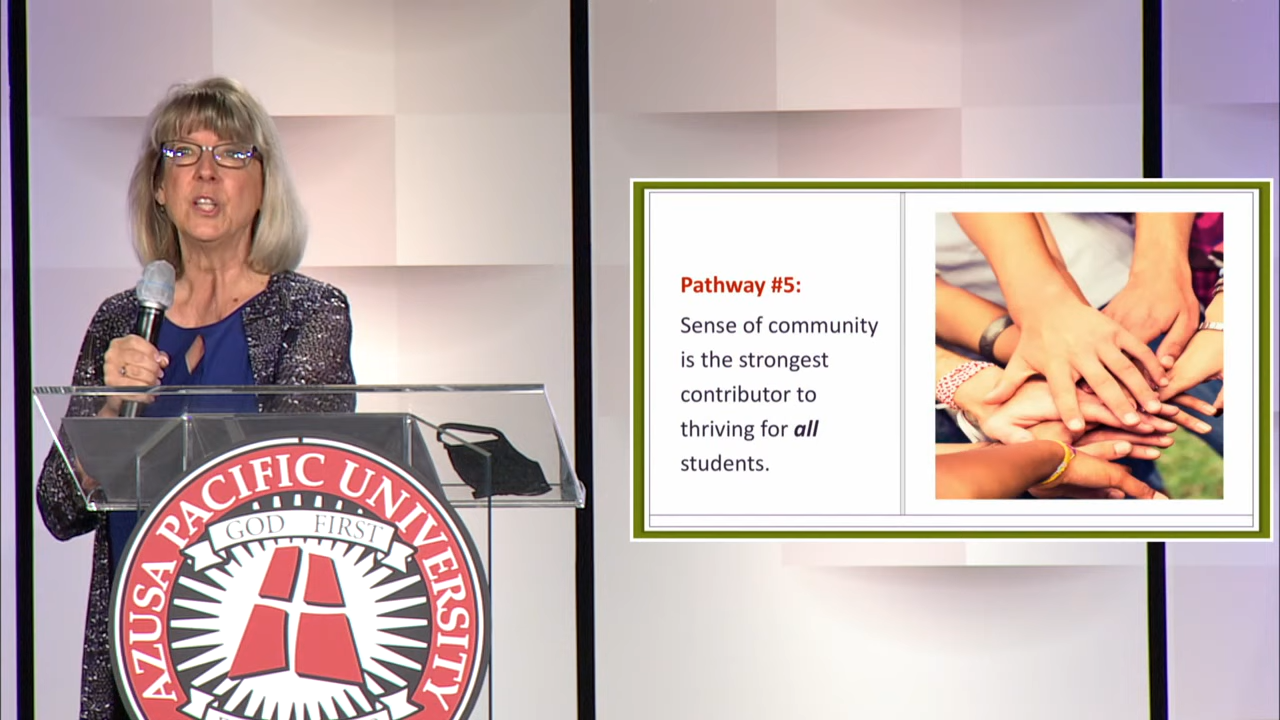 Pathway #5:
Sense of community
is the strongest
contributor to
thriving for all
students.
AZUSA PACIFIC UNIVERSITY
GOD FIRST